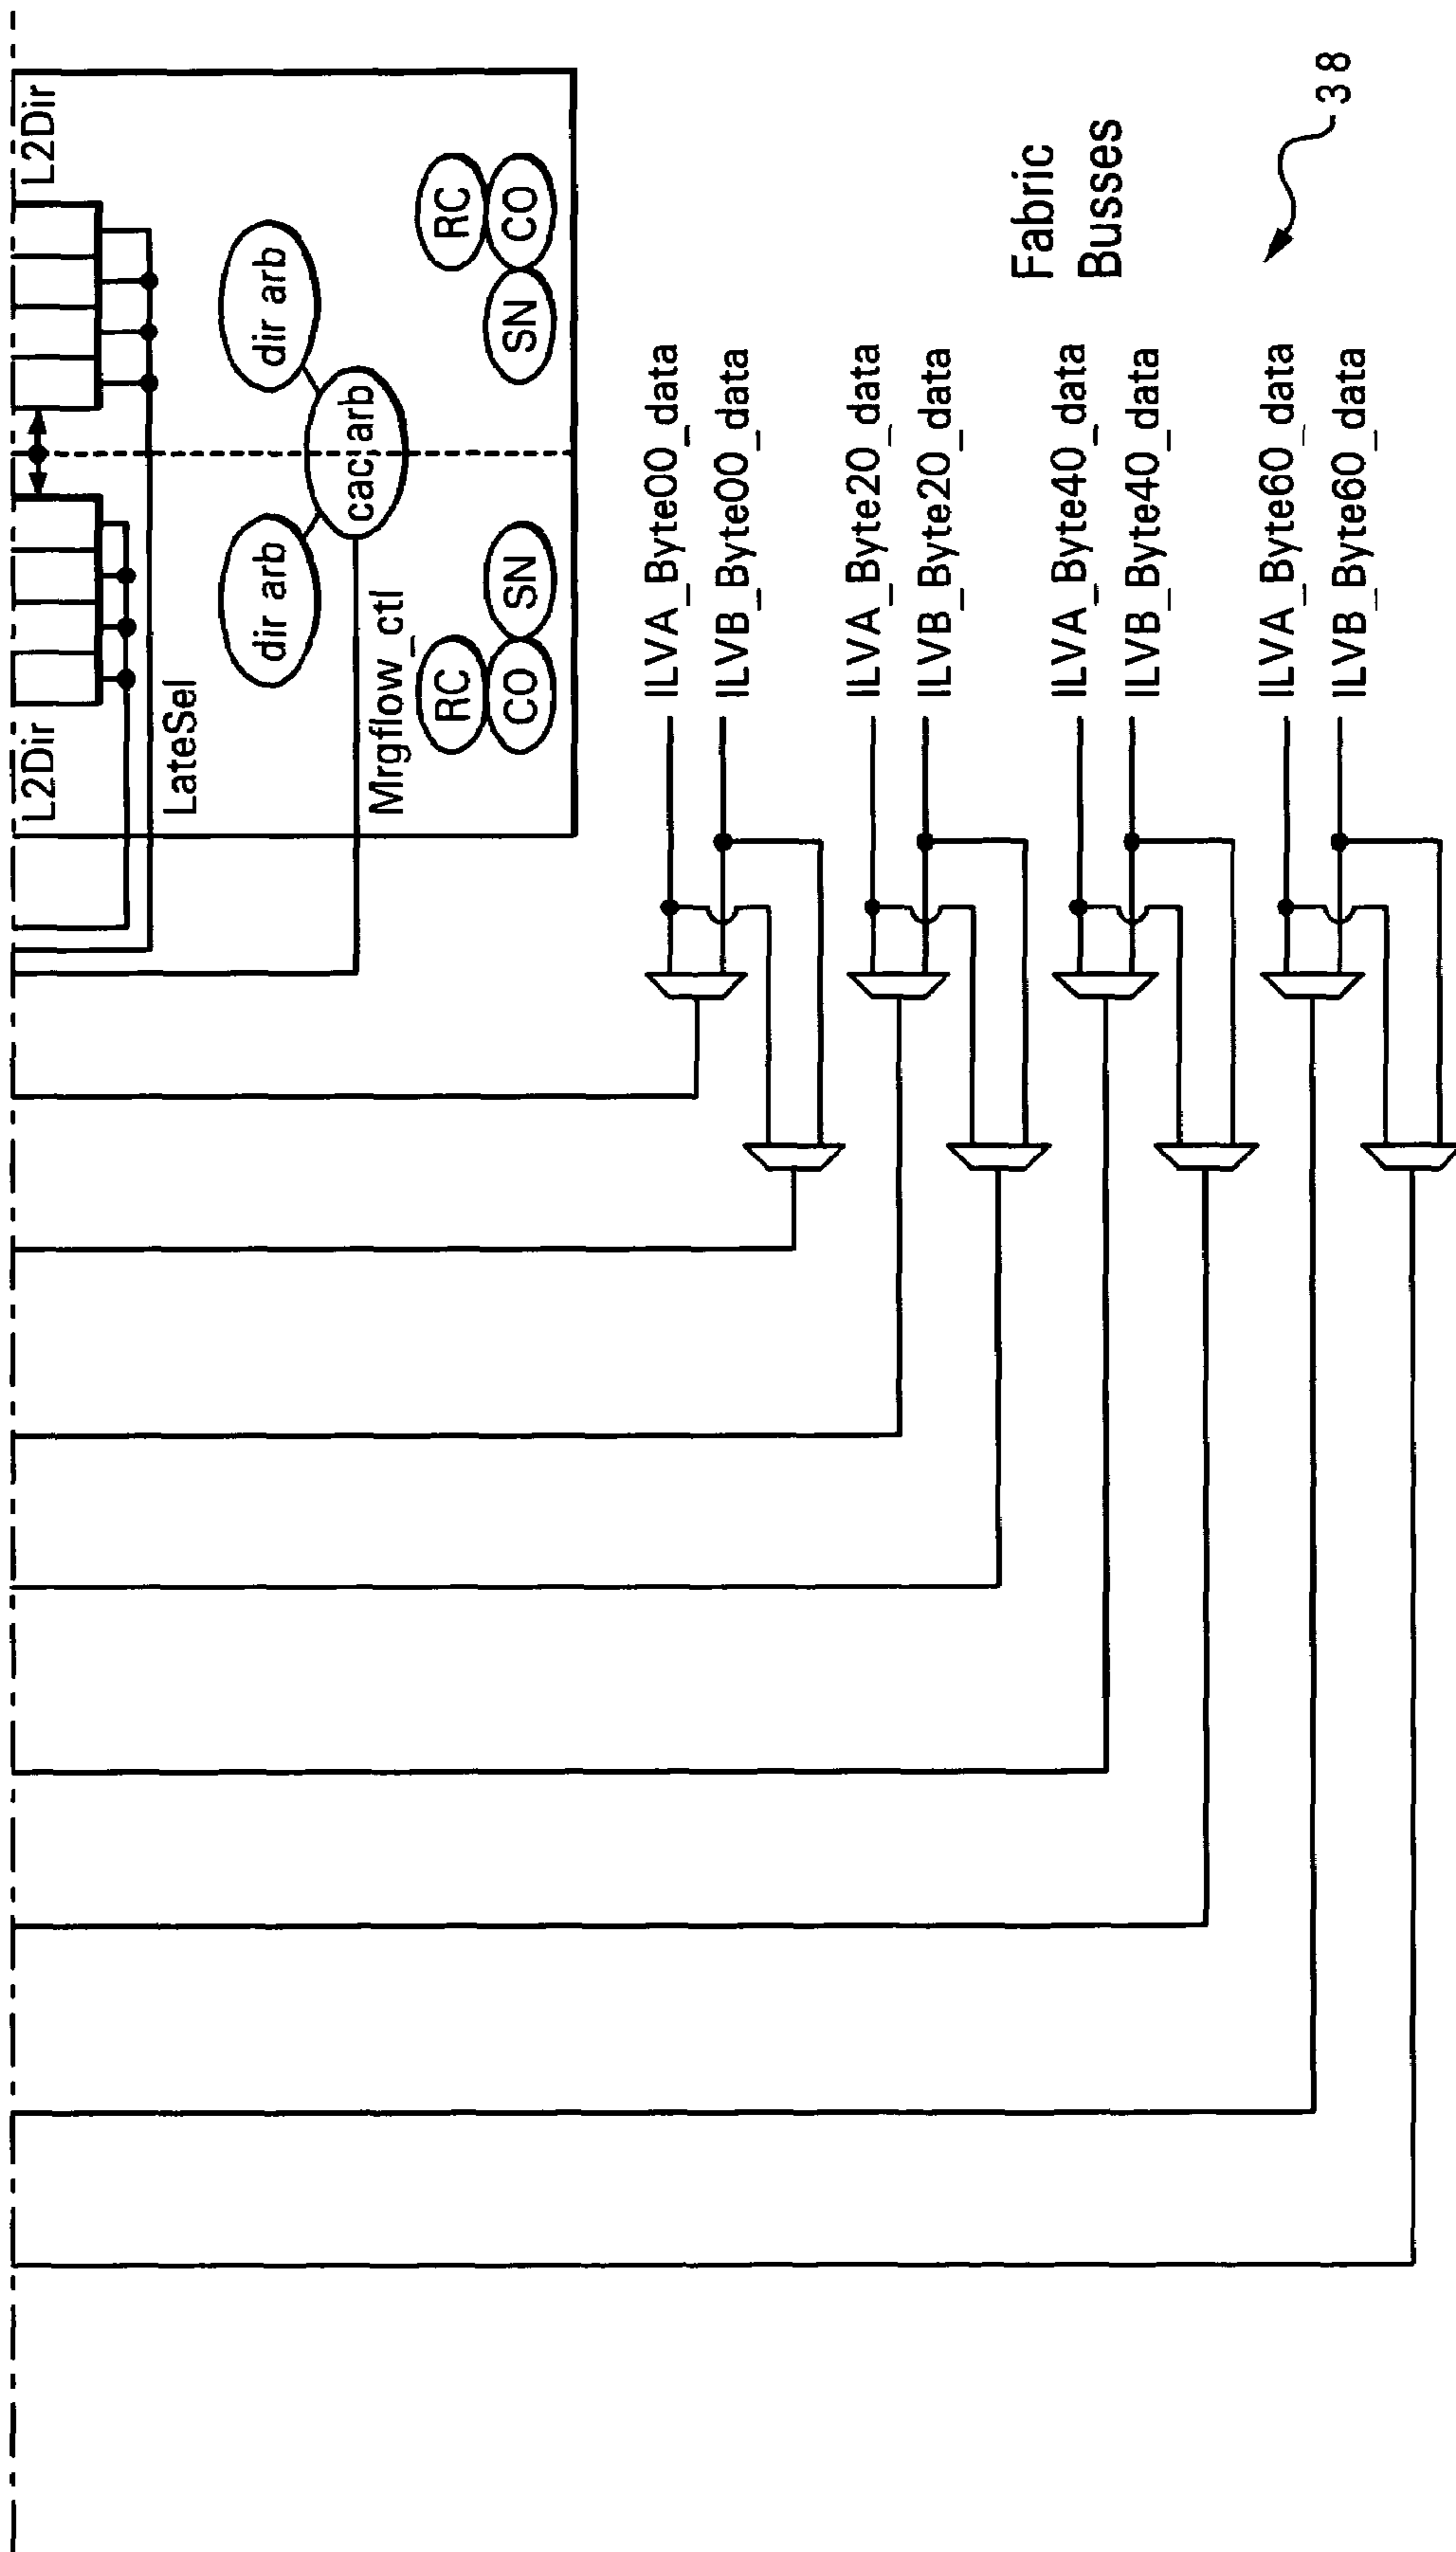 L2Dir
L2Dir
LateSel
dir arb
dir arb
cac arb
Mrgflow_ctl
RC
CO
SN
RC
CO
SN
ILVA_Byte00_data
ILVB_Byte00_data
ILVA_Byte20_data
ILVB_Byte20_data
Fabric
Busses
ILVA_Byte40_data
ILVB_Byte40_data
ILVA_Byte60_data
ILVB_Byte60_data
38